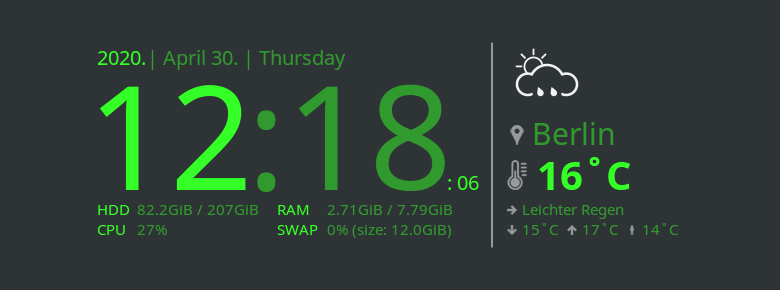 2020.| April 30. | Thursday
12:18: 06
HDD 82.2GiB / 207GiB RAM 2.71GiB / 7.79GiB
CPU 27% SWAP 0% (size: 12.0GiB)
Berlin
16˚C
Leichter Regen
15˚C 17˚C 14˚C